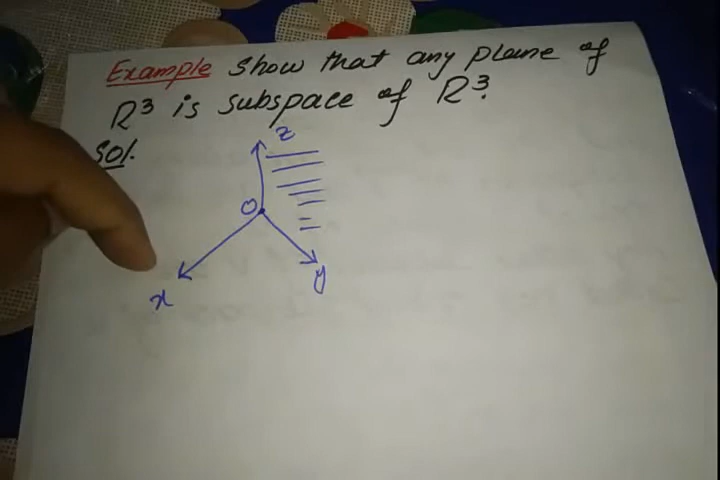 Example Show that any plane of
R³ is subspace of R³.
Sol.
z
O
y
x